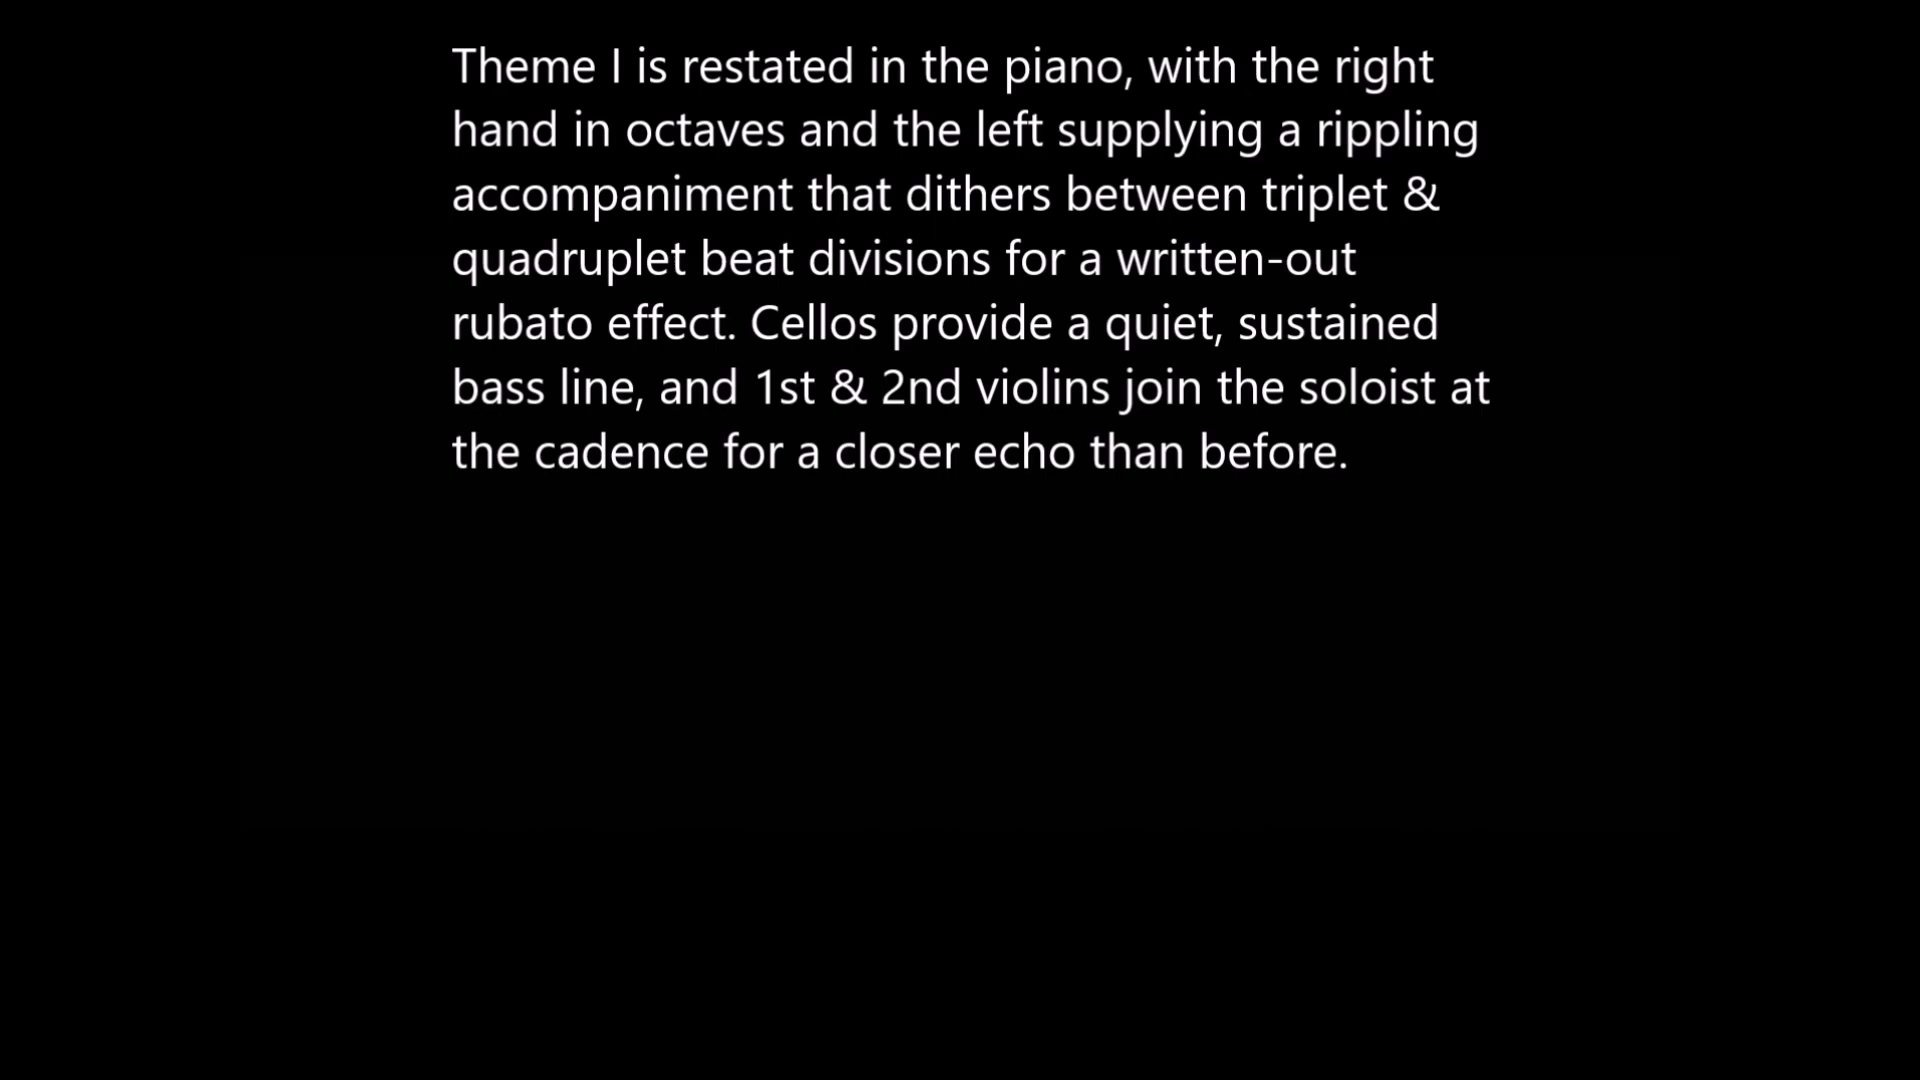 Theme I is restated in the piano, with the right
hand in octaves and the left supplying a rippling
accompaniment that dithers between triplet &
quadruplet beat divisions for a written-out
rubato effect. Cellos provide a quiet, sustained
bass line, and 1st & 2nd violins join the soloist at
the cadence for a closer echo than before.